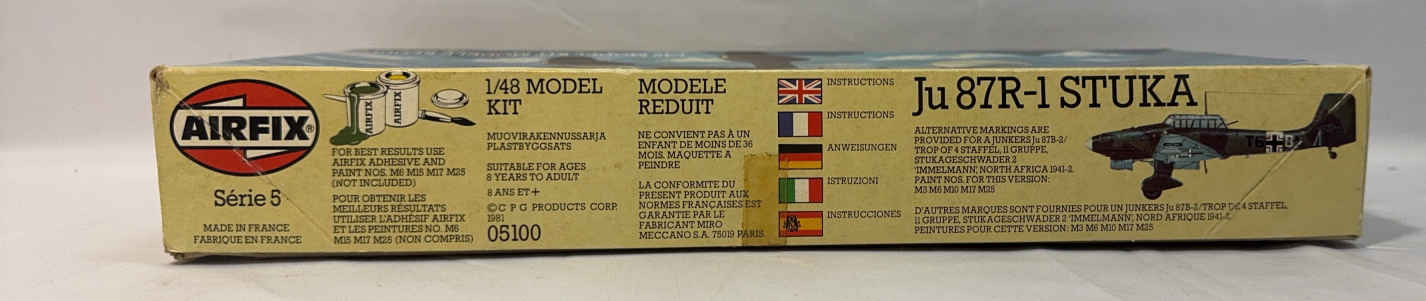 AIRFIX®
Série 5
MADE IN FRANCE
FABRIQUE EN FRANCE
AIRFIX
AIRFIX
FOR BEST RESULTS USE
AIRFIX ADHESIVE AND
PAINT NOS. M6 M15 M17 M25
(NOT INCLUDED)
POUR OBTENIR LES
MEILLEURS RÉSULTATS
UTILISER L'ADHÉSIF AIRFIX
ET LES PEINTURES NO. M6
M15 M17 M25 (NON COMPRIS)
1/48 MODEL
KIT
MUOVIRAKENNUSSARJA
PLASTBYGGSATS
SUITABLE FOR AGES
8 YEARS TO ADULT
8 ANS ET +
© C P G PRODUCTS CORP.
1981
05100
MODELE
REDUIT
NE CONVIENT PAS À UN
ENFANT DE MOINS DE 36
MOIS. MAQUETTE A
PEINDRE
LA CONFORMITE DU
PRESENT PRODUIT AUX
NORMES FRANÇAISES EST
GARANTIE PAR LE
FABRICANT MIRO
MECCANO S.A. 75019 PARIS
INSTRUCTIONS
INSTRUCTIONS
ANWEISUNGEN
ISTRUZIONI
INSTRUCCIONES
Ju 87R-1 STUKA
ALTERNATIVE MARKINGS ARE
PROVIDED FOR A JUNKERS Ju 87B-2/
TROP OF 4 STAFFEL, II GRUPPE,
STUKAGESCHWADER 2
'IMMELMANN', NORTH AFRICA 1941-2.
PAINT NOS. FOR THIS VERSION:
M3 M6 M10 M17 M25
D'AUTRES MARQUES SONT FOURNIES POUR UN JUNKERS Ju 87B-2/TROP DE 4 STAFFEL,
II GRUPPE, STUKAGESCHWADER 2 'IMMELMANN', NORD AFRIQUE 1941-2.
PEINTURES POUR CETTE VERSION: M3 M6 M10 M17 M25